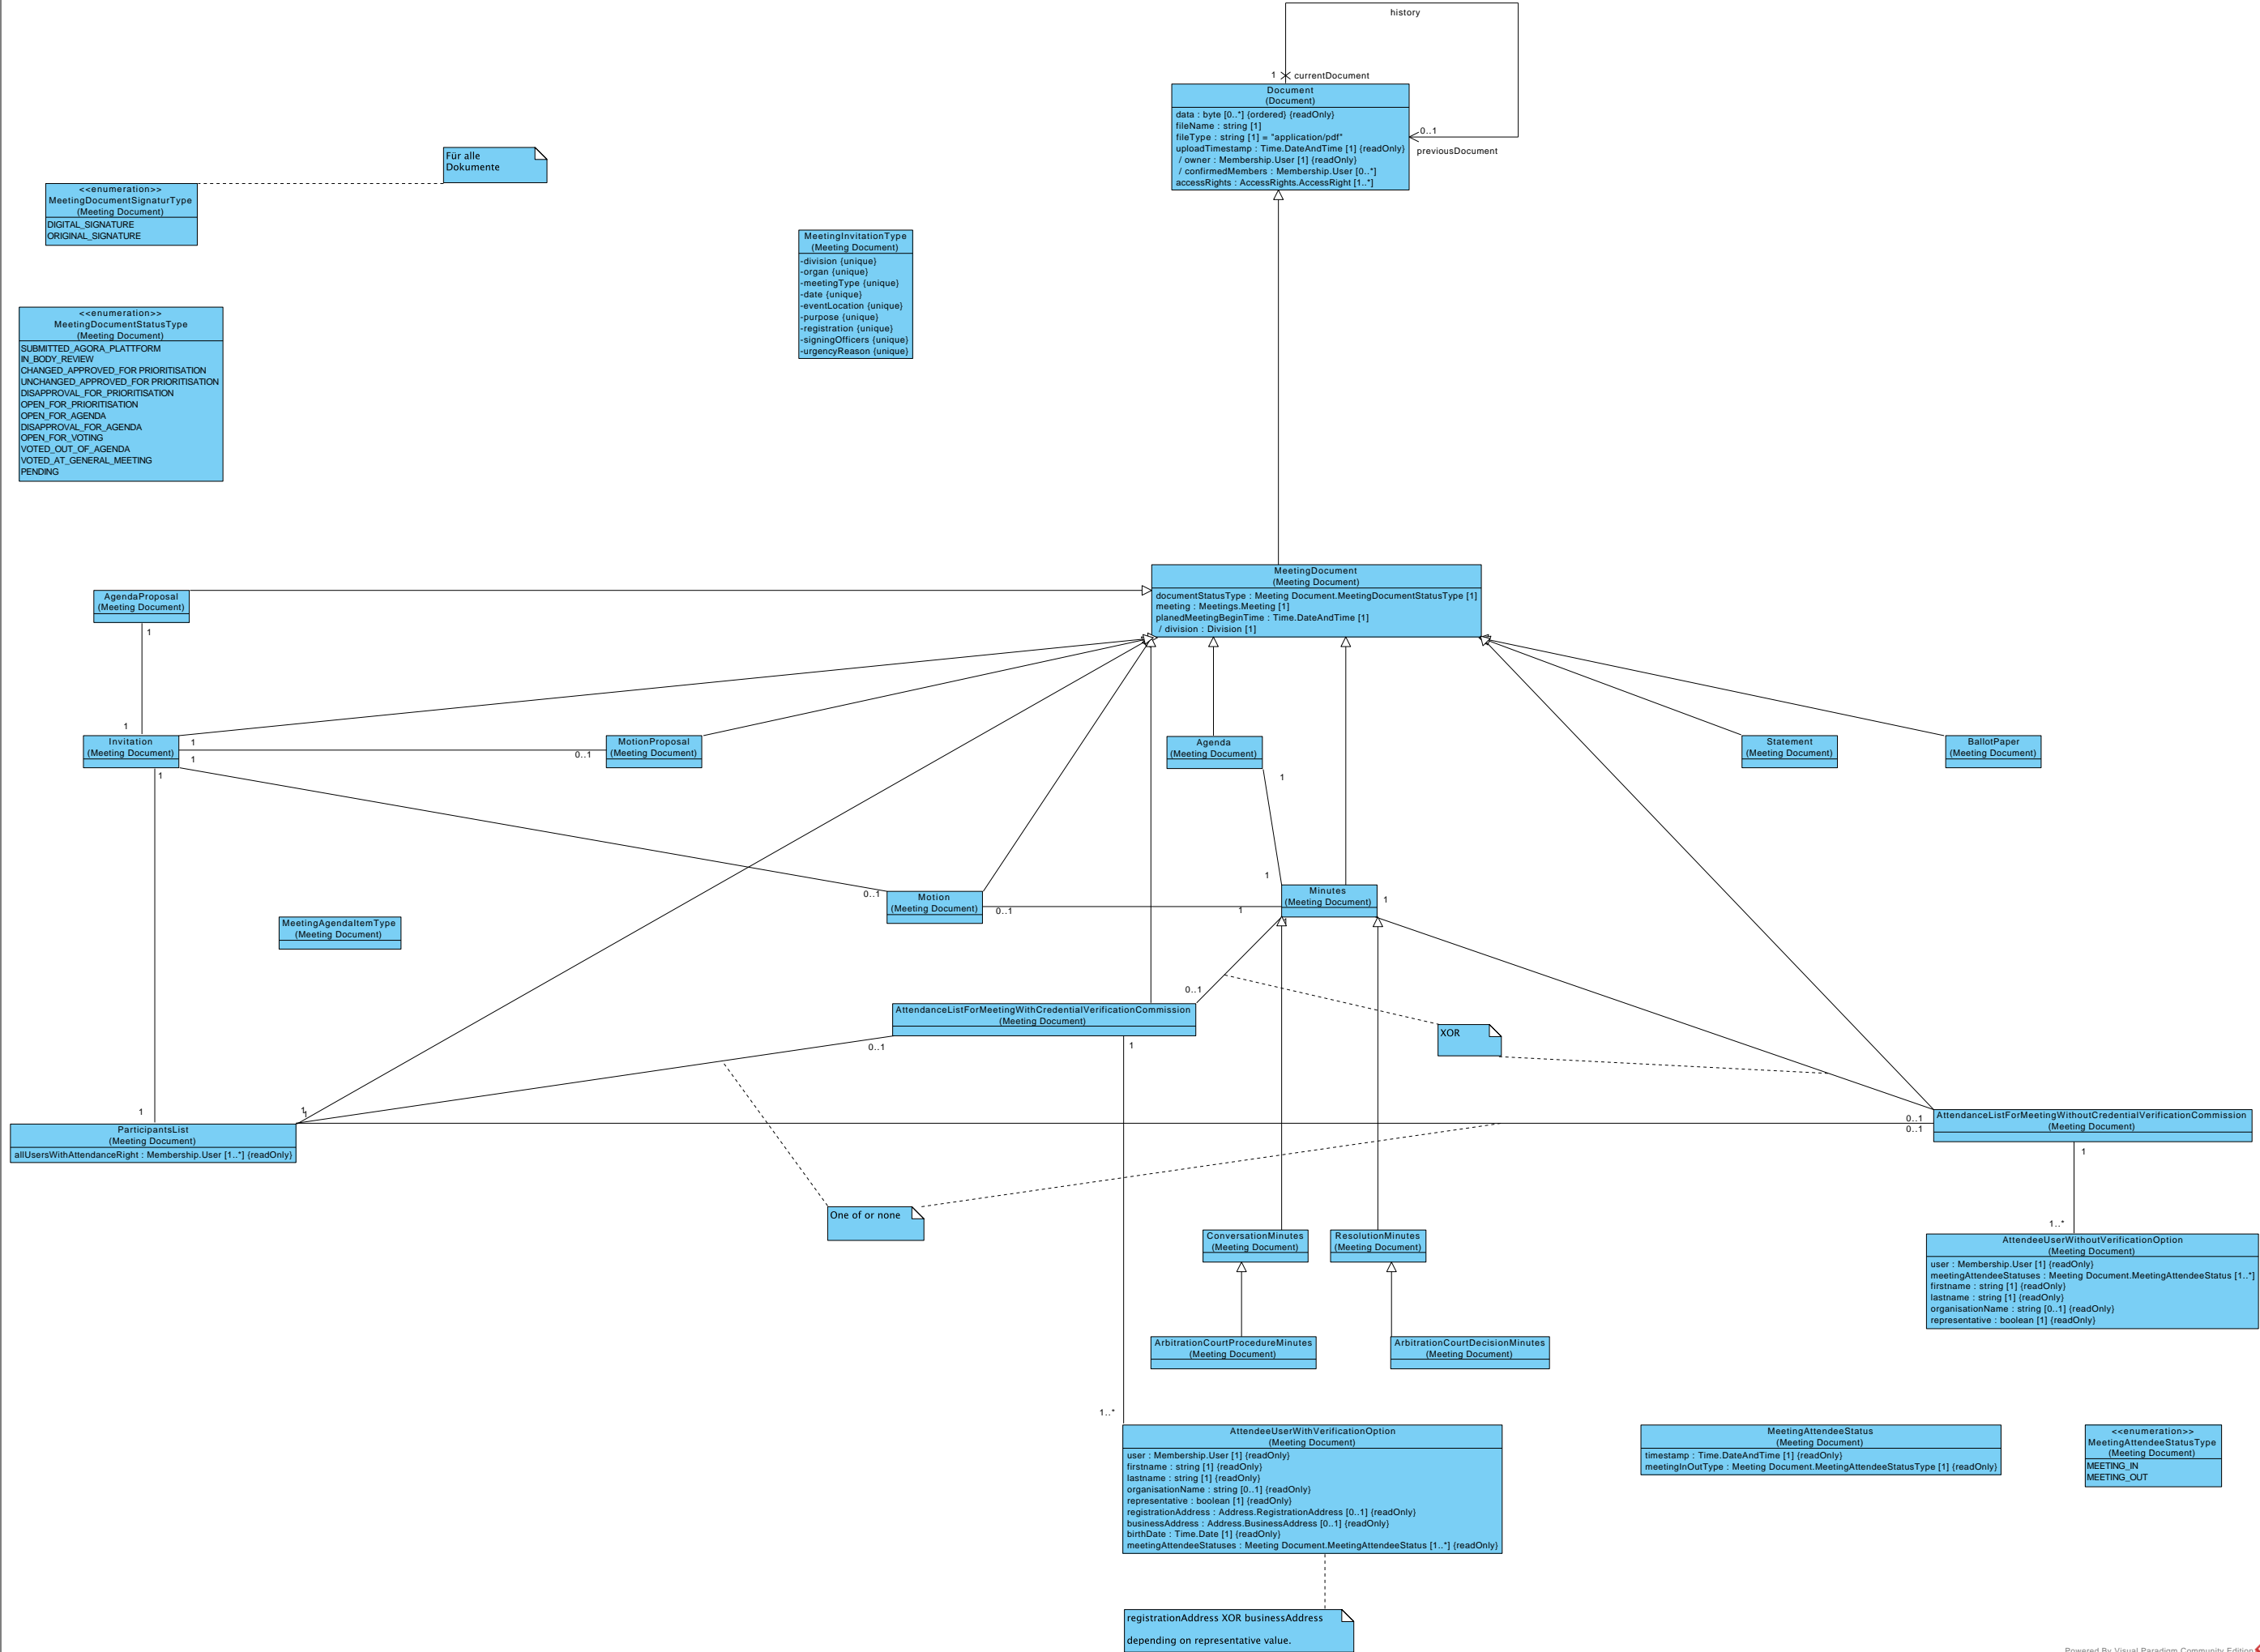 history
1
currentDocument
Document
(Document)
data : byte [0..*] {ordered} {readOnly}
fileName : string [1]
fileType : string [1] = "application/pdf"
uploadTimestamp : Time.DateAndTime [1] {readOnly}
/ owner : Membership.User [1] {readOnly}
/ confirmedMembers : Membership.User [0..*]
accessRights : AccessRights.AccessRight [1..*]
0..1
previousDocument
Für alle
Dokumente
<<enumeration>>
MeetingDocumentSignaturType
(Meeting Document)
DIGITAL_SIGNATURE
ORIGINAL_SIGNATURE
MeetingInvitationType
(Meeting Document)
-division {unique}
-organ {unique}
-meetingType {unique}
-date {unique}
-eventLocation {unique}
-purpose {unique}
-registration {unique}
-signingOfficers {unique}
-urgencyReason {unique}
<<enumeration>>
MeetingDocumentStatusType
(Meeting Document)
SUBMITTED_AGORA_PLATTFORM
IN_BODY_REVIEW
CHANGED_APPROVED_FOR PRIORITISATION
UNCHANGED_APPROVED_FOR PRIORITISATION
DISAPPROVAL_FOR_PRIORITISATION
OPEN_FOR_PRIORITISATION
OPEN_FOR_AGENDA
DISAPPROVAL_FOR_AGENDA
OPEN_FOR_VOTING
VOTED_OUT_OF_AGENDA
VOTED_AT_GENERAL_MEETING
PENDING
MeetingDocument
(Meeting Document)
documentStatusType : Meeting Document.MeetingDocumentStatusType [1]
meeting : Meetings.Meeting [1]
planedMeetingBeginTime : Time.DateAndTime [1]
/ division : Division [1]
AgendaProposal
(Meeting Document)
1
1
Invitation
(Meeting Document)
1
1
1
0..1
MotionProposal
(Meeting Document)
Agenda
(Meeting Document)
1
Statement
(Meeting Document)
BallotPaper
(Meeting Document)
0..1
Motion
(Meeting Document)
0..1
1
1
Minutes
(Meeting Document)
1
1
MeetingAgendaItemType
(Meeting Document)
0..1
AttendanceListForMeetingWithCredentialVerificationCommission
(Meeting Document)
0..1
1
XOR
1
1
1
ParticipantsList
(Meeting Document)
allUsersWithAttendanceRight : Membership.User [1..*] {readOnly}
0..1
0..1
AttendanceListForMeetingWithoutCredentialVerificationCommission
(Meeting Document)
1
One of or none
1..*
ConversationMinutes
(Meeting Document)
ResolutionMinutes
(Meeting Document)
AttendeeUserWithoutVerificationOption
(Meeting Document)
user : Membership.User [1] {readOnly}
meetingAttendeeStatuses : Meeting Document.MeetingAttendeeStatus [1..*]
firstname : string [1] {readOnly}
lastname : string [1] {readOnly}
organisationName : string [0..1] {readOnly}
representative : boolean [1] {readOnly}
ArbitrationCourtProcedureMinutes
(Meeting Document)
ArbitrationCourtDecisionMinutes
(Meeting Document)
1..*
AttendeeUserWithVerificationOption
(Meeting Document)
user : Membership.User [1] {readOnly}
firstname : string [1] {readOnly}
lastname : string [1] {readOnly}
organisationName : string [0..1] {readOnly}
representative : boolean [1] {readOnly}
registrationAddress : Address.RegistrationAddress [0..1] {readOnly}
businessAddress : Address.BusinessAddress [0..1] {readOnly}
birthDate : Time.Date [1] {readOnly}
meetingAttendeeStatuses : Meeting Document.MeetingAttendeeStatus [1..*] {readOnly}
MeetingAttendeeStatus
(Meeting Document)
timestamp : Time.DateAndTime [1] {readOnly}
meetingInOutType : Meeting Document.MeetingAttendeeStatusType [1] {readOnly}
<<enumeration>>
MeetingAttendeeStatusType
(Meeting Document)
MEETING_IN
MEETING_OUT
registrationAddress XOR businessAddress
depending on representative value.
Powered By Visual Paradigm Community Edition